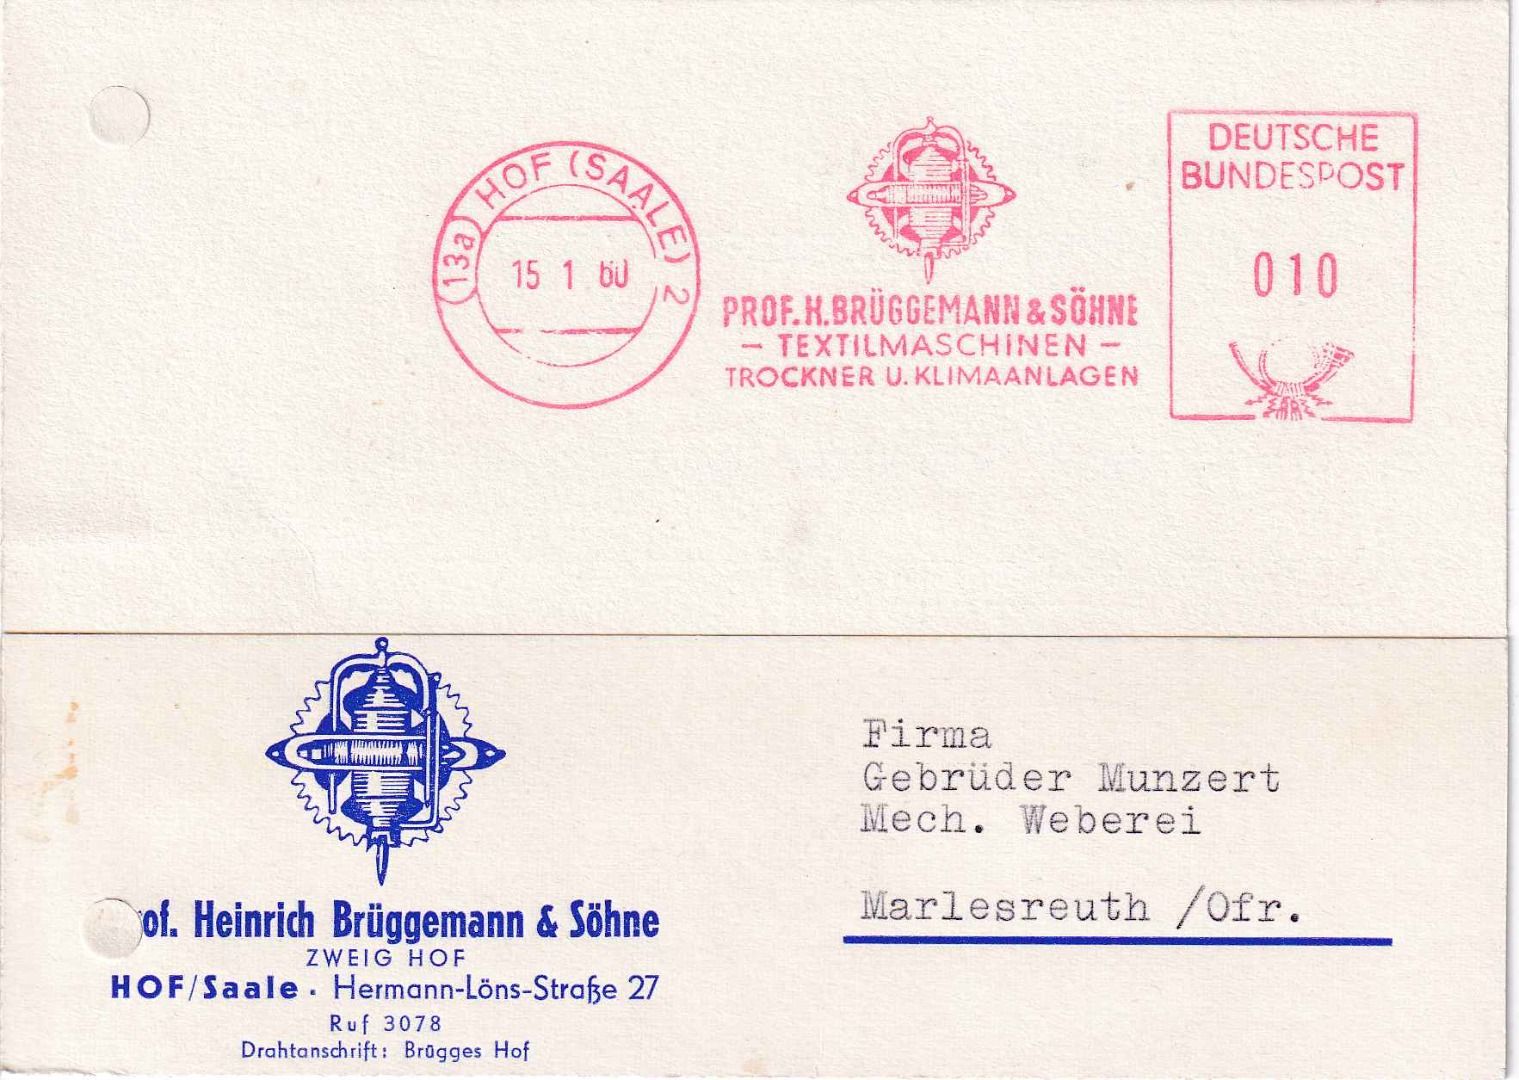 (13a) HOF (SAALE) 2
15 1 60
PROF. H. BRÜGGEMANN & SÖHNE
– TEXTILMASCHINEN –
TROCKNER U. KLIMAANLAGEN
DEUTSCHE
BUNDESPOST
010
Firma
Gebrüder Munzert
Mech. Weberei
Marlesreuth /Ofr.
of. Heinrich Brüggemann & Söhne
ZWEIG HOF
HOF/Saale · Hermann-Löns-Straße 27
Ruf 3078
Drahtanschrift: Brügges Hof